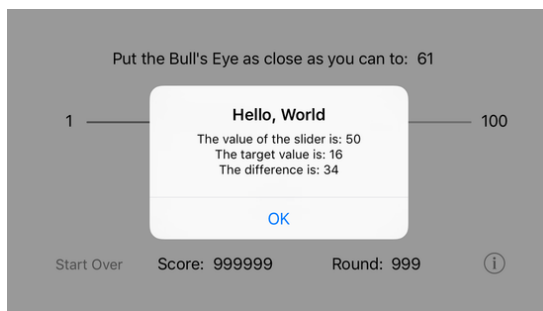 Put the Bull's Eye as close as you can to: 61
Hello, World
1 100
The value of the slider is: 50
The target value is: 16
The difference is: 34
OK
Start Over Score: 999999 Round: 999 i